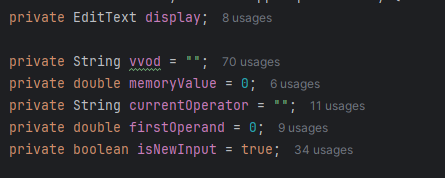 private EditText display; 8 usages
private String vvod = ""; 70 usages
private double memoryValue = 0; 6 usages
private String currentOperator = ""; 11 usages
private double firstOperand = 0; 9 usages
private boolean isNewInput = true; 34 usages